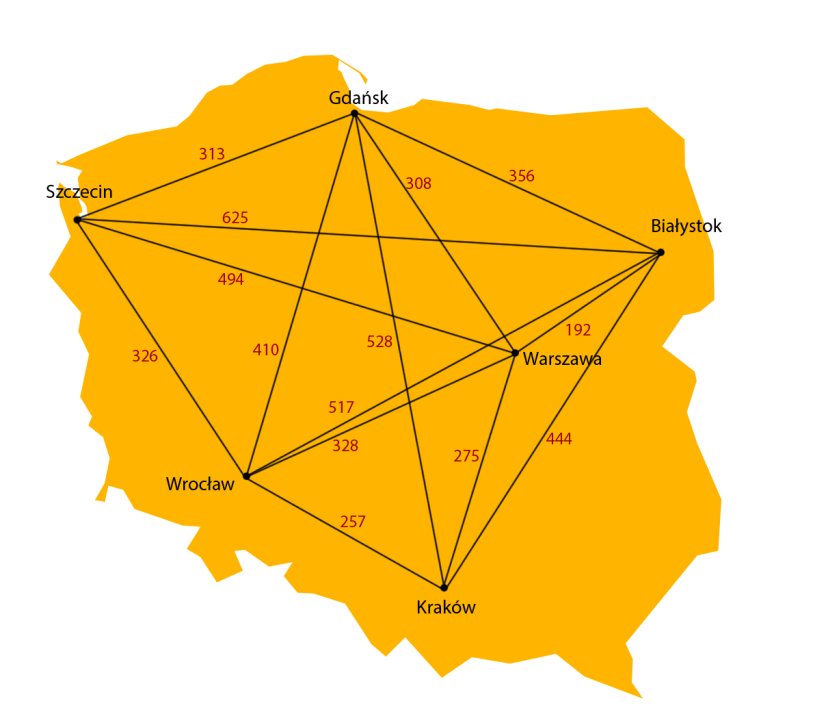 Gdańsk
313
308
356
Szczecin
625
Białystok
494
192
326
410
528
Warszawa
517
328
275
444
Wrocław
257
Kraków